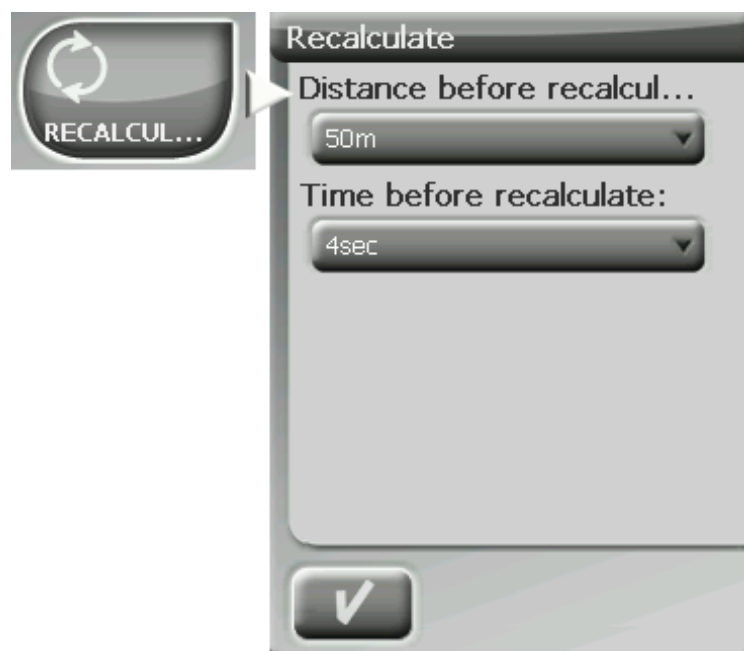 RECALCUL...
Recalculate
Distance before recalcul...
50m
Time before recalculate:
4sec